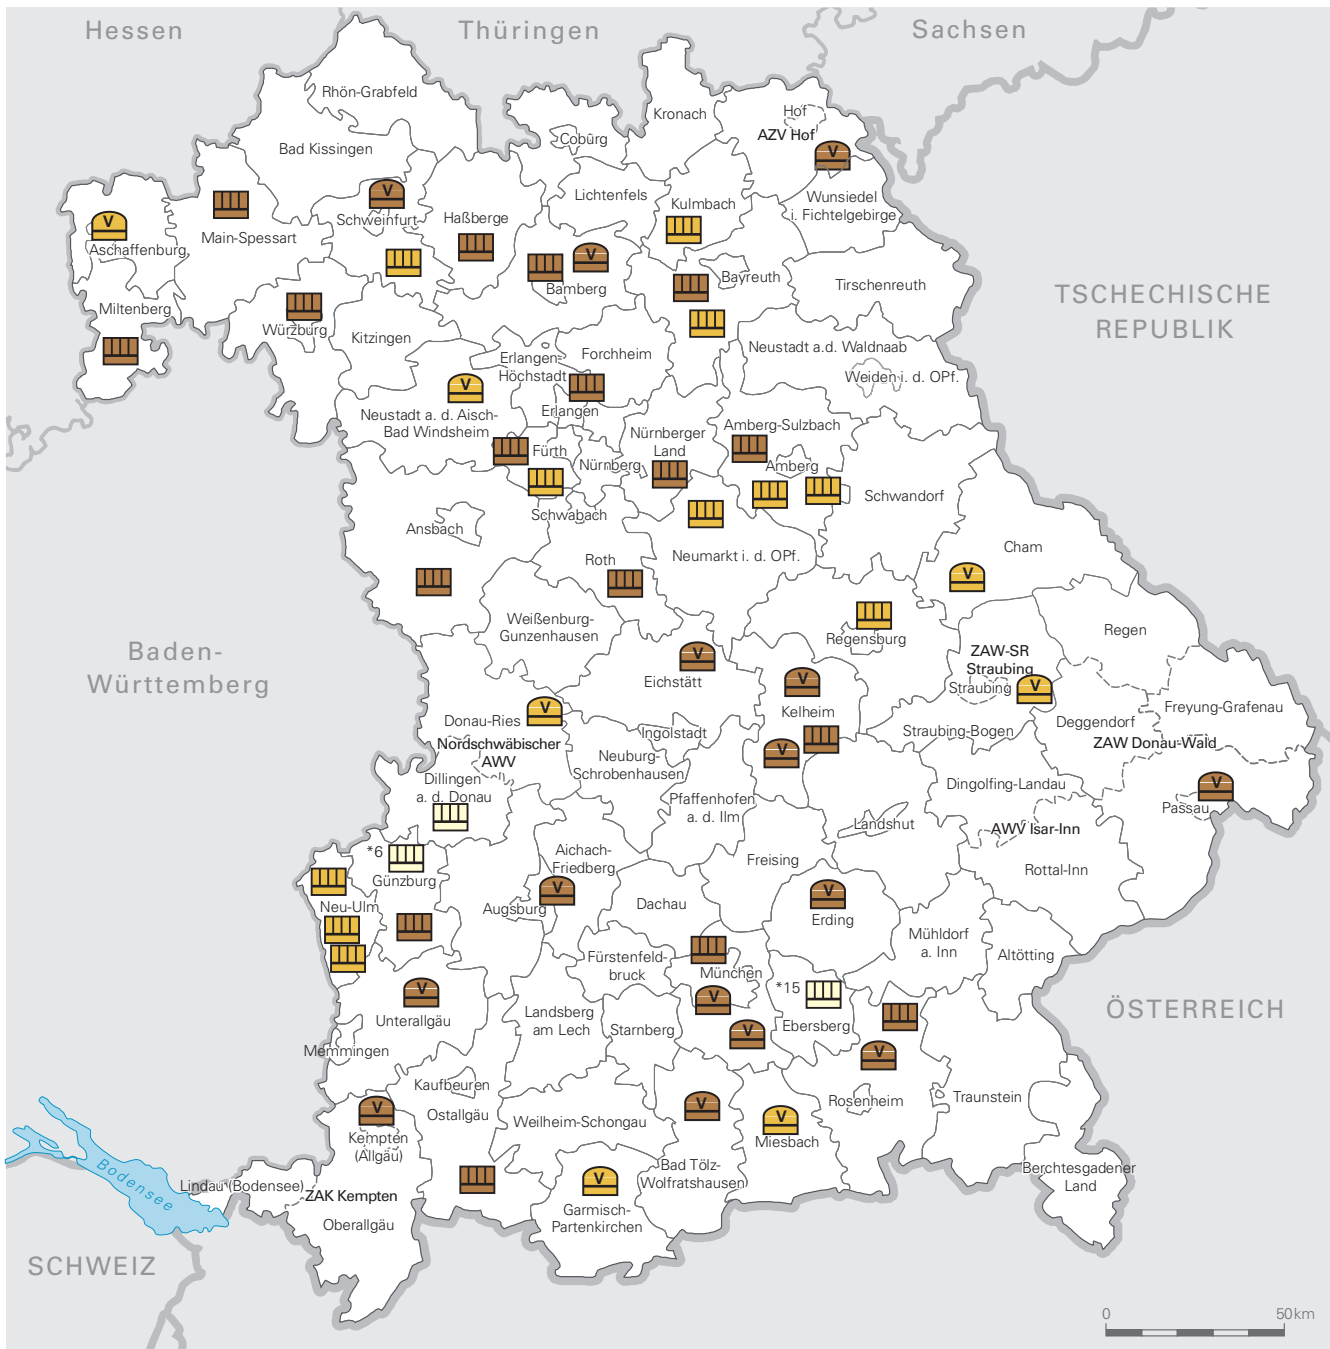 Hessen
Thüringen
Sachsen
Rhön-Grabfeld
Kronach
Hof
AZV Hof
V
Coburg
Bad Kissingen
Lichtenfels
Kulmbach
Wunsiedel
i. Fichtelgebirge
V
Schweinfurt
Haßberge
V
Aschaffenburg
Main-Spessart
V
Bamberg
Bayreuth
Tirschenreuth
TSCHECHISCHE
REPUBLIK
Miltenberg
Würzburg
Kitzingen
Erlangen-
Höchstadt
Forchheim
Neustadt a.d. Waldnaab
Weiden i. d. OPf.
V
Neustadt a. d. Aisch-
Bad Windsheim
Erlangen
Fürth
Nürnberg
Nürnberger
Land
Amberg-Sulzbach
Amberg
Schwandorf
Schwabach
Ansbach
Roth
Neumarkt i. d. OPf.
Cham
V
Weißenburg-
Gunzenhausen
Regensburg
Regen
Baden-
Württemberg
V
Eichstätt
V
Kelheim
V
ZAW-SR
Straubing
Straubing
V
Freyung-Grafenau
Deggendorf
ZAW Donau-Wald
V
Donau-Ries
Nordschwäbischer
AWV
Ingolstadt
Straubing-Bogen
Neuburg-
Schrobenhausen
Dillingen
a. d. Donau
Pfaffenhofen
a. d. Ilm
Dingolfing-Landau
V
Passau
Landshut
AWV Isar-Inn
*6
Günzburg
Aichach-
Friedberg
V
Freising
Rottal-Inn
Neu-Ulm
Augsburg
Dachau
V
Erding
Mühldorf
a. Inn
Altötting
Fürstenfeld-
bruck
München
V
V
*15
Ebersberg
ÖSTERREICH
V
Unterallgäu
Landsberg
am Lech
Starnberg
Memmingen
V
Kaufbeuren
Ostallgäu
Rosenheim
Traunstein
V
Kempten
(Allgäu)
Weilheim-Schongau
V
V
Miesbach
Bodensee
Lindau (Bodensee)
ZAK Kempten
Oberallgäu
V
Garmisch-
Partenkirchen
Bad Tölz-
Wolfratshausen
Berchtesgadener
Land
SCHWEIZ
0
50 km